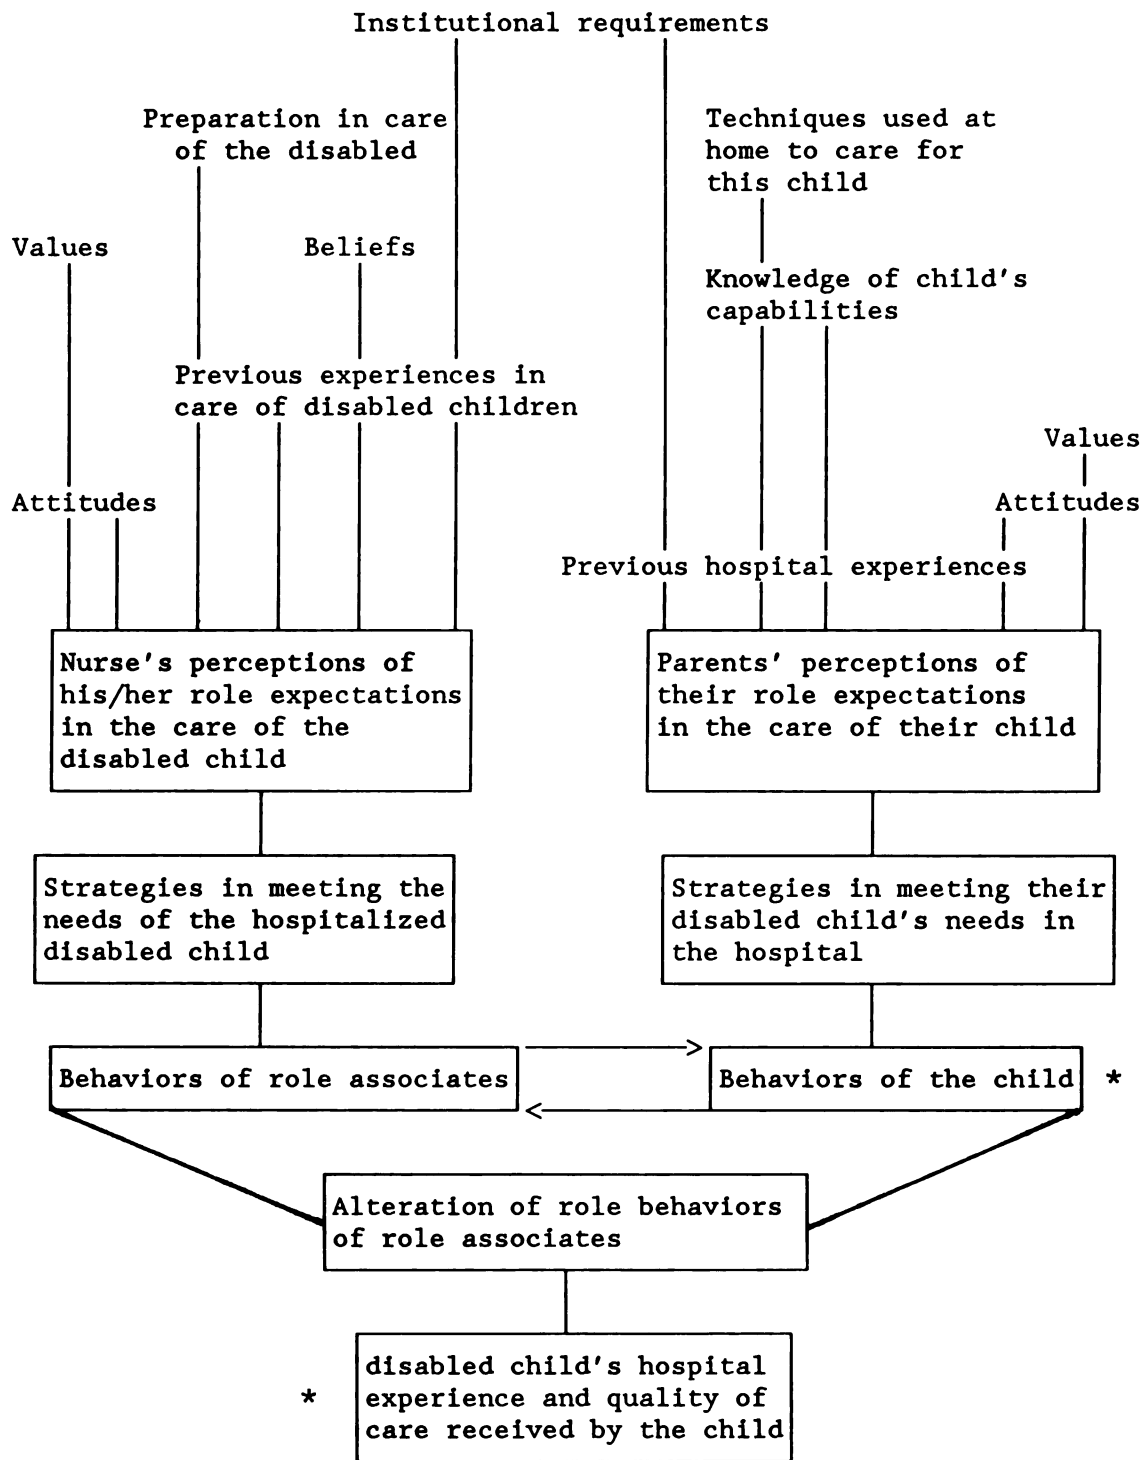 Institutional requirements
Preparation in care
of the disabled
Techniques used at
home to care for
this child
Values
Beliefs
Knowledge of child's
capabilities
Previous experiences in
care of disabled children
Values
Attitudes
Attitudes
Previous hospital experiences
Nurse's perceptions of
his/her role expectations
in the care of the
disabled child
Parents' perceptions of
their role expectations
in the care of their child
Strategies in meeting the
needs of the hospitalized
disabled child
Strategies in meeting their
disabled child's needs in
the hospital
Behaviors of role associates
Behaviors of the child *
Alteration of role behaviors
of role associates
disabled child's hospital
* experience and quality of
care received by the child